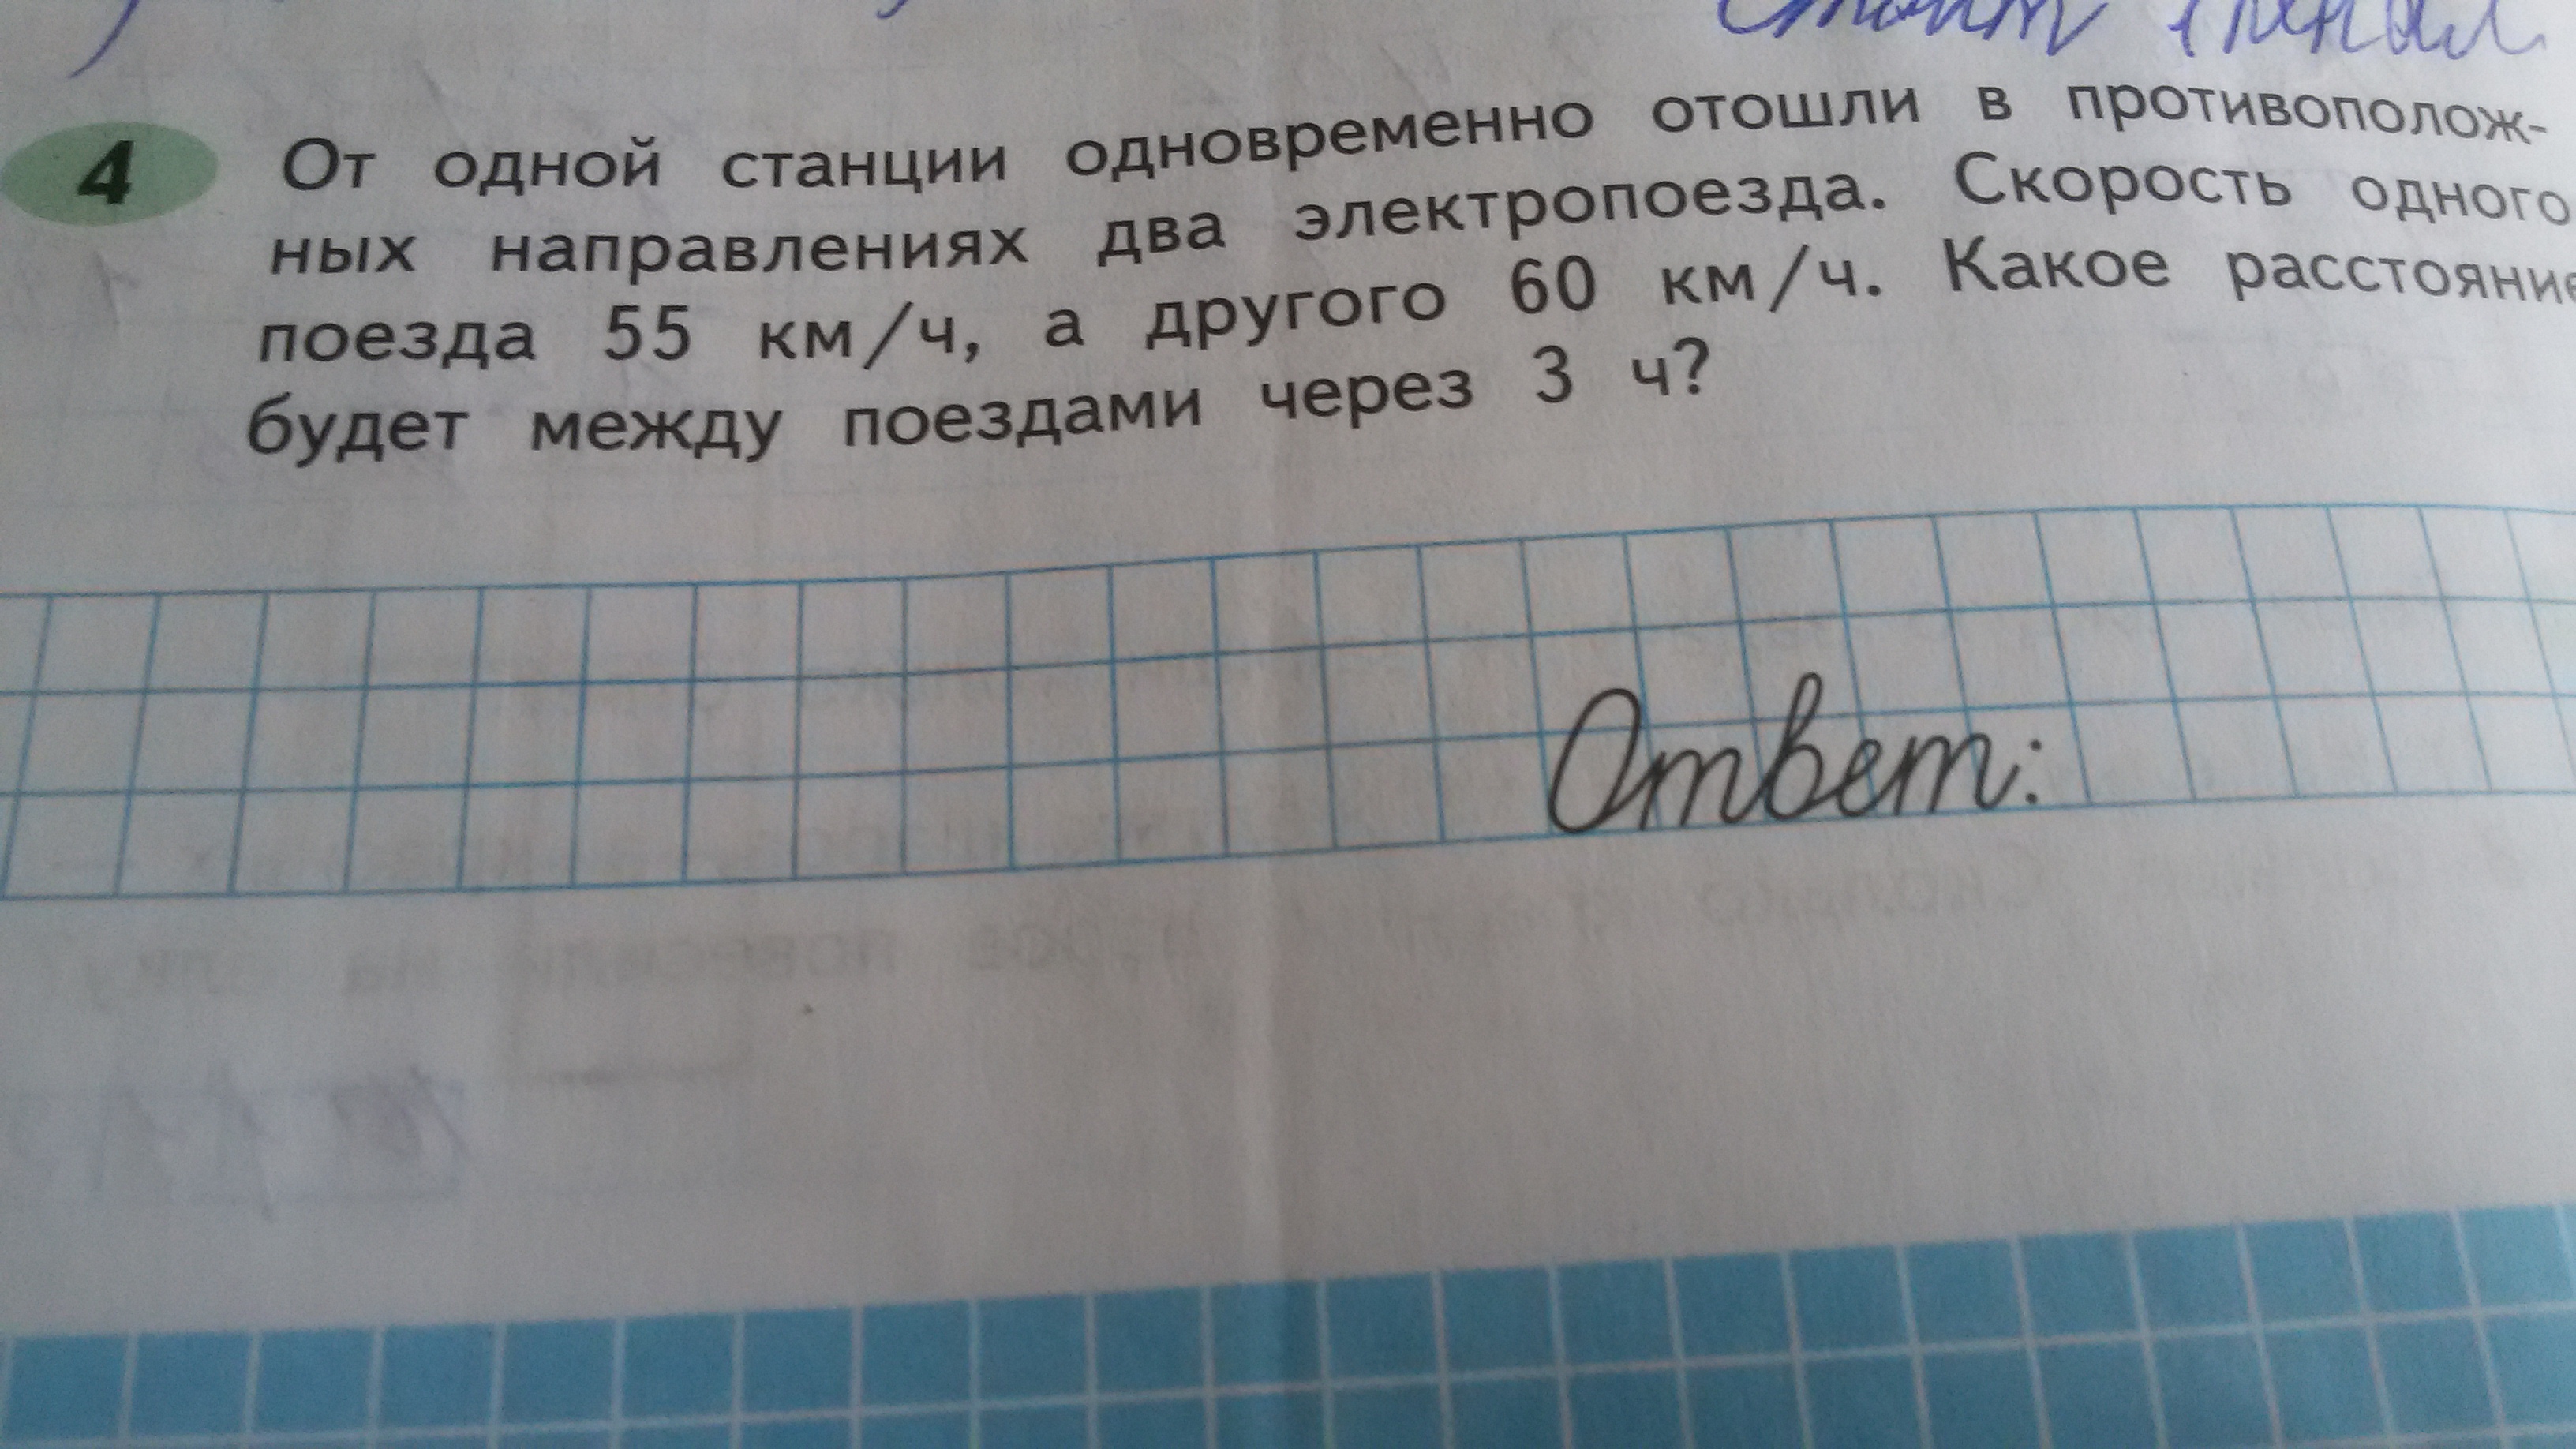 4 От одной станции одновременно отошли в противополож-
ных направлениях два электропоезда. Скорость одного
поезда 55 км/ч, а другого 60 км/ч. Какое расстояние
будет между поездами через 3 ч?
Ответ: